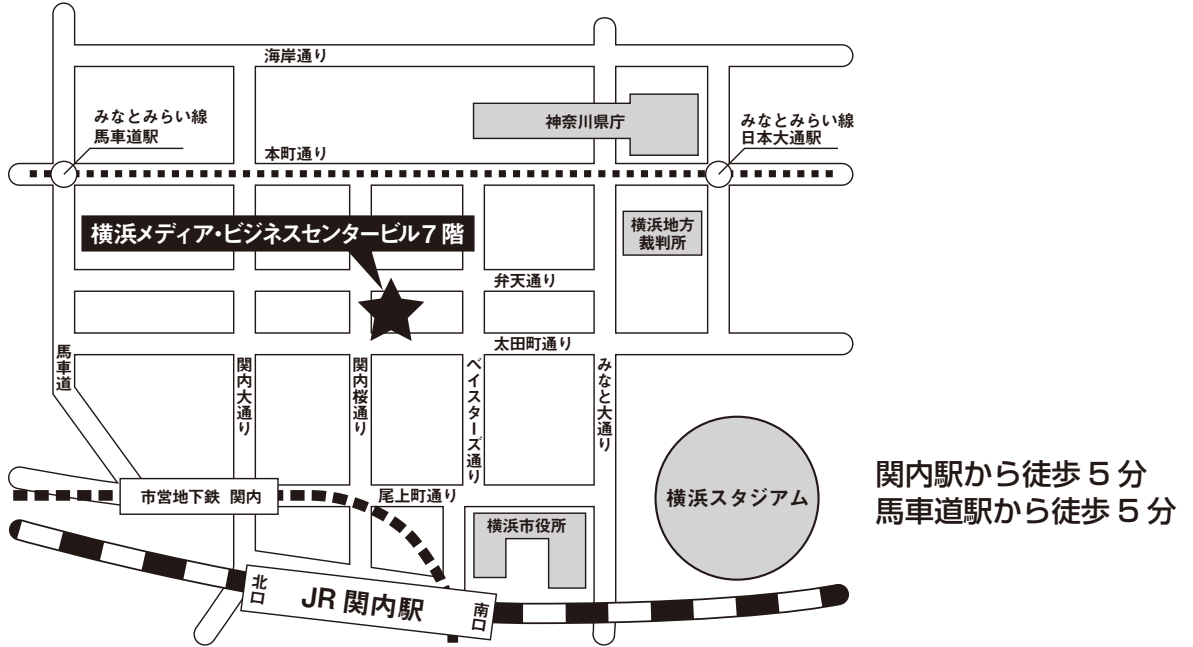 海岸通り
みなとみらい線
馬車道駅
神奈川県庁
みなとみらい線
日本大通駅
本町通り
横浜メディア・ビジネスセンタービル7階
横浜地方
裁判所
弁天通り
太田町通り
馬車道
関内大通り
関内桜通り
ベイスターズ通り
みなと大通り
市営地下鉄 関内
尾上町通り
横浜市役所
横浜スタジアム
関内駅から徒歩5分
馬車道駅から徒歩5分
北口
JR 関内駅
南口